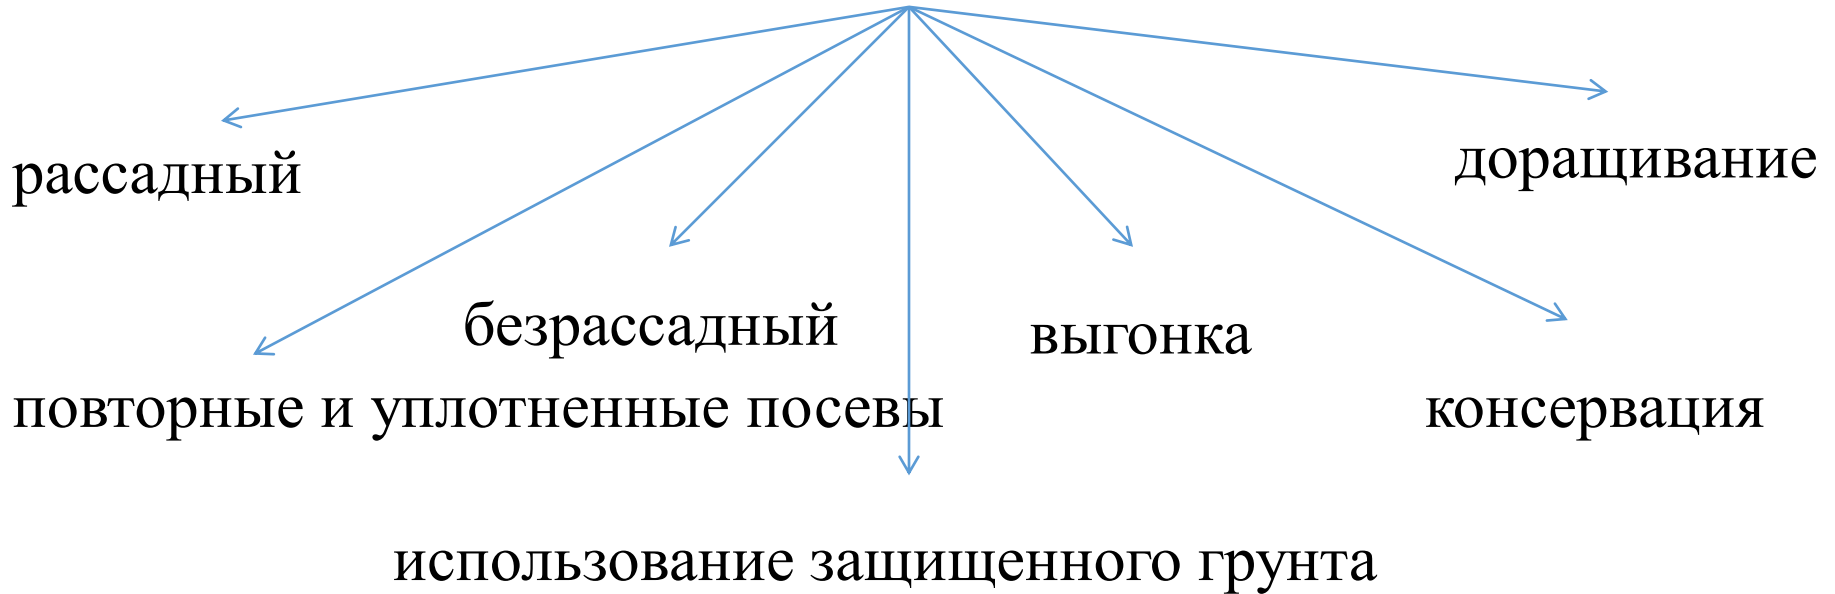 рассадный
доращивание
безрассадный
выгонка
повторные и уплотненные посевы
консервация
использование защищенного грунта